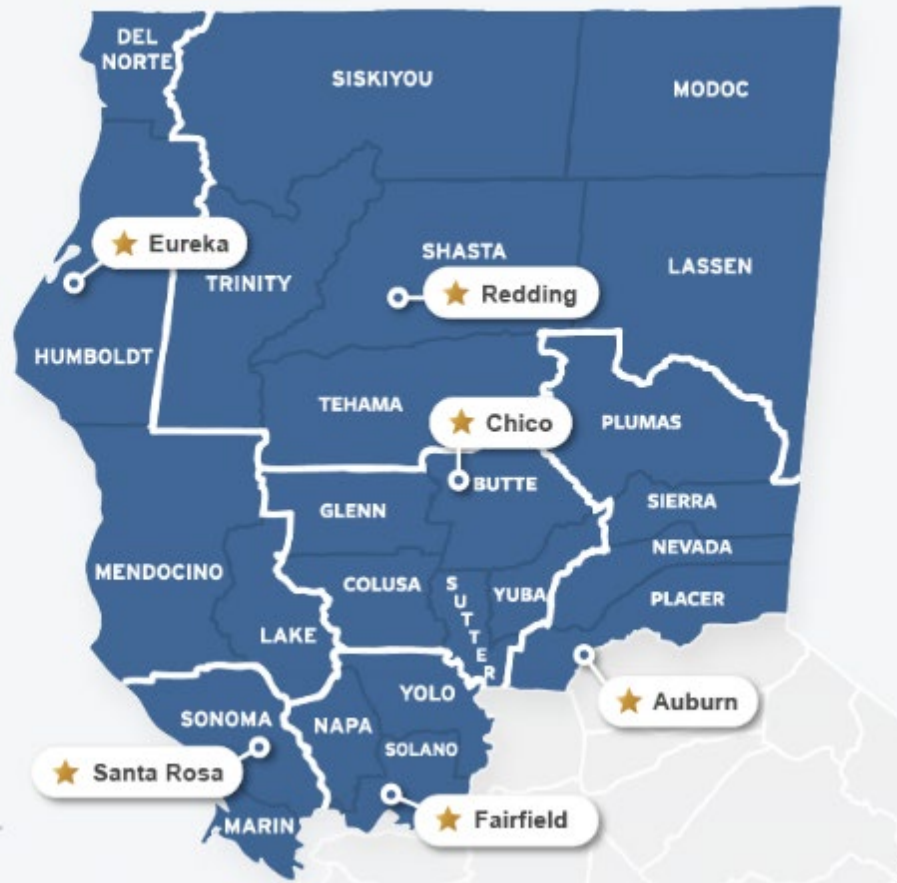 DEL
NORTE
SISKIYOU
MODOC
Eureka
TRINITY
SHASTA
LASSEN
Redding
HUMBOLDT
TEHAMA
Chico
PLUMAS
BUTTE
GLENN
SIERRA
NEVADA
MENDOCINO
COLUSA
SUTTER
YUBA
PLACER
LAKE
YOLO
Auburn
SONOMA
NAPA
SOLANO
Santa Rosa
Fairfield
MARIN